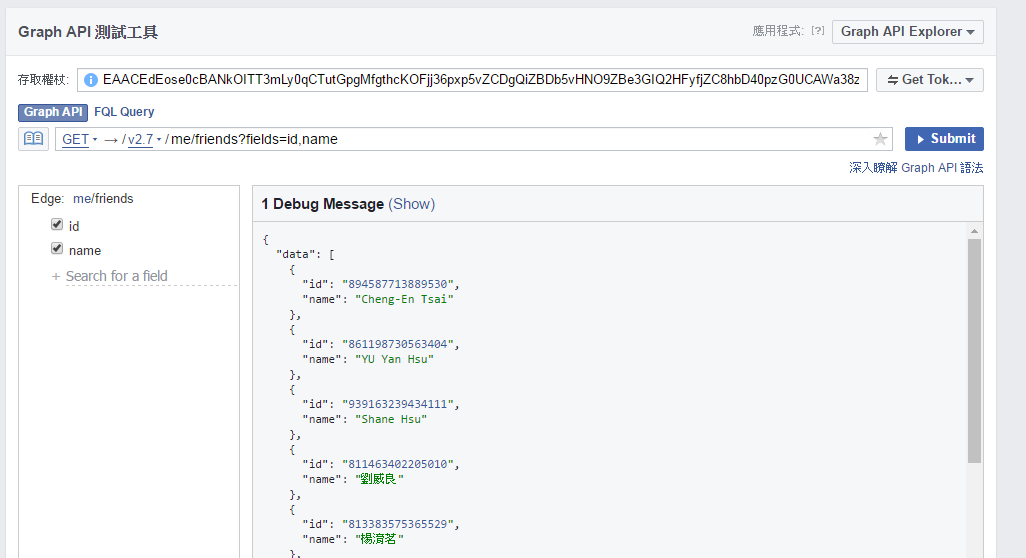 Graph API 測試工具
應用程式: [?] Graph API Explorer
存取權杖: EAACEdEose0cBANkOITT3mLy0qCTutGpgMfgthcKOFjj36pxp5vZCDgQiZBDb5vHNO9ZBe3GIQ2HFyfjZC8hbD40pzG0UCAWa38z Get Tok...
Graph API FQL Query
GET → / v2.7 / me/friends?fields=id,name Submit
深入瞭解 Graph API 語法
Edge: me/friends
id
name
+ Search for a field
1 Debug Message (Show)
{
"data": [
{
"id": "894587713889530",
"name": "Cheng-En Tsai"
},
{
"id": "861198730563404",
"name": "YU Yan Hsu"
},
{
"id": "939163239434111",
"name": "Shane Hsu"
},
{
"id": "811463402205010",
"name": "劉威良"
},
{
"id": "813383575365529",
"name": "楊淯茗"
},